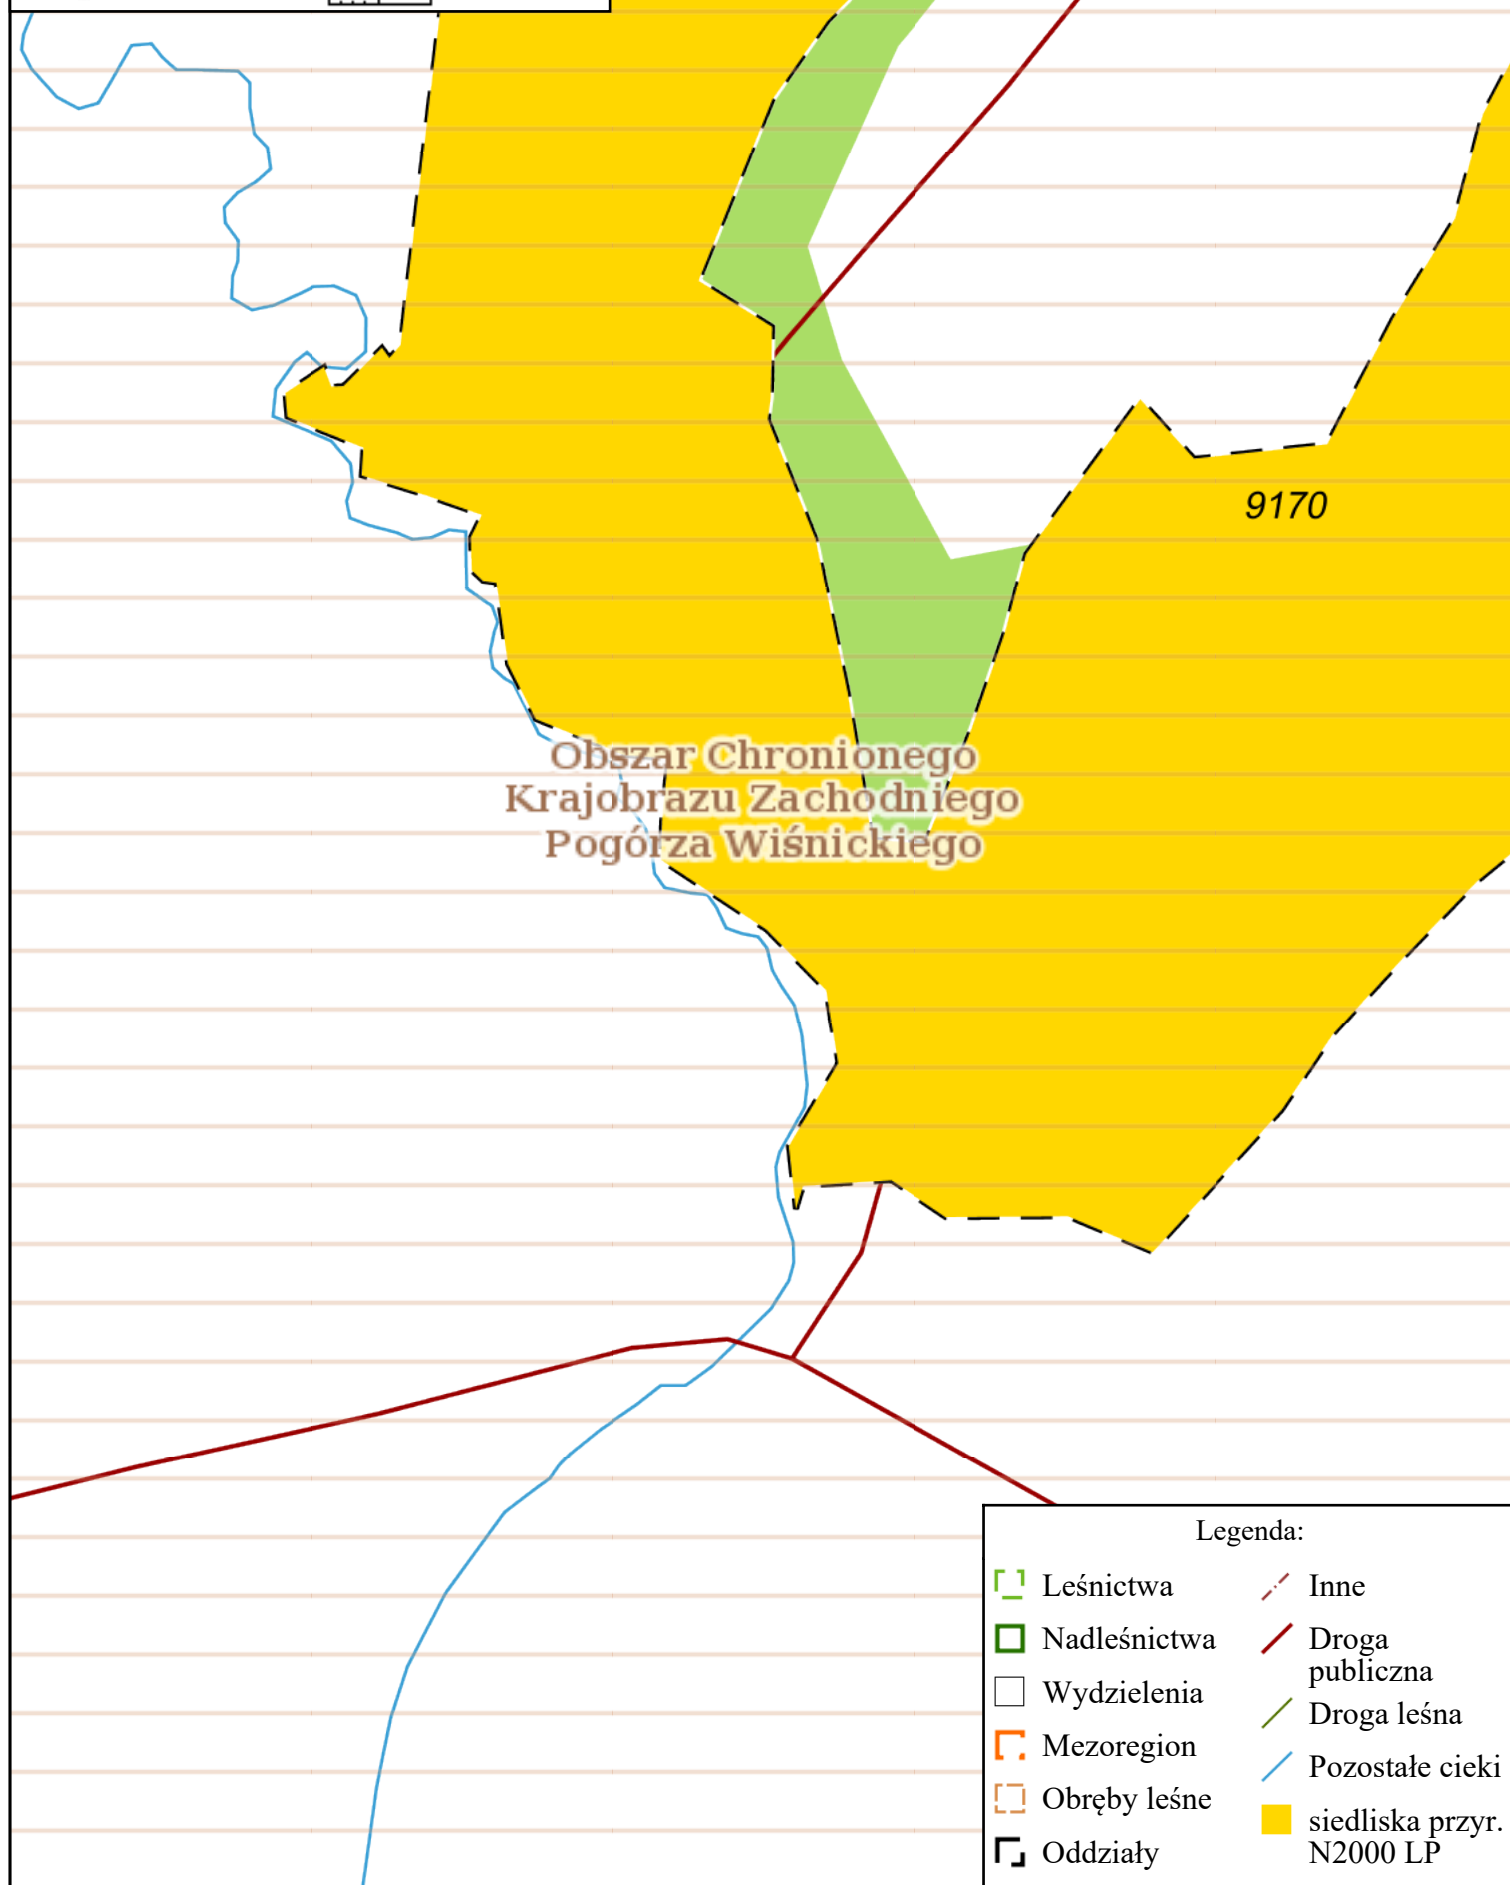 9170
Obszar Chronionego
Krajobrazu Zachodniego
Pogórza Wiśnickiego
Legenda:
Leśnictwa
Nadleśnictwa
Wydzielenia
Mezoregion
Obręby leśne
Oddziały
Inne
Droga
publiczna
Droga leśna
Pozostałe cieki
siedliska przyr.
N2000 LP